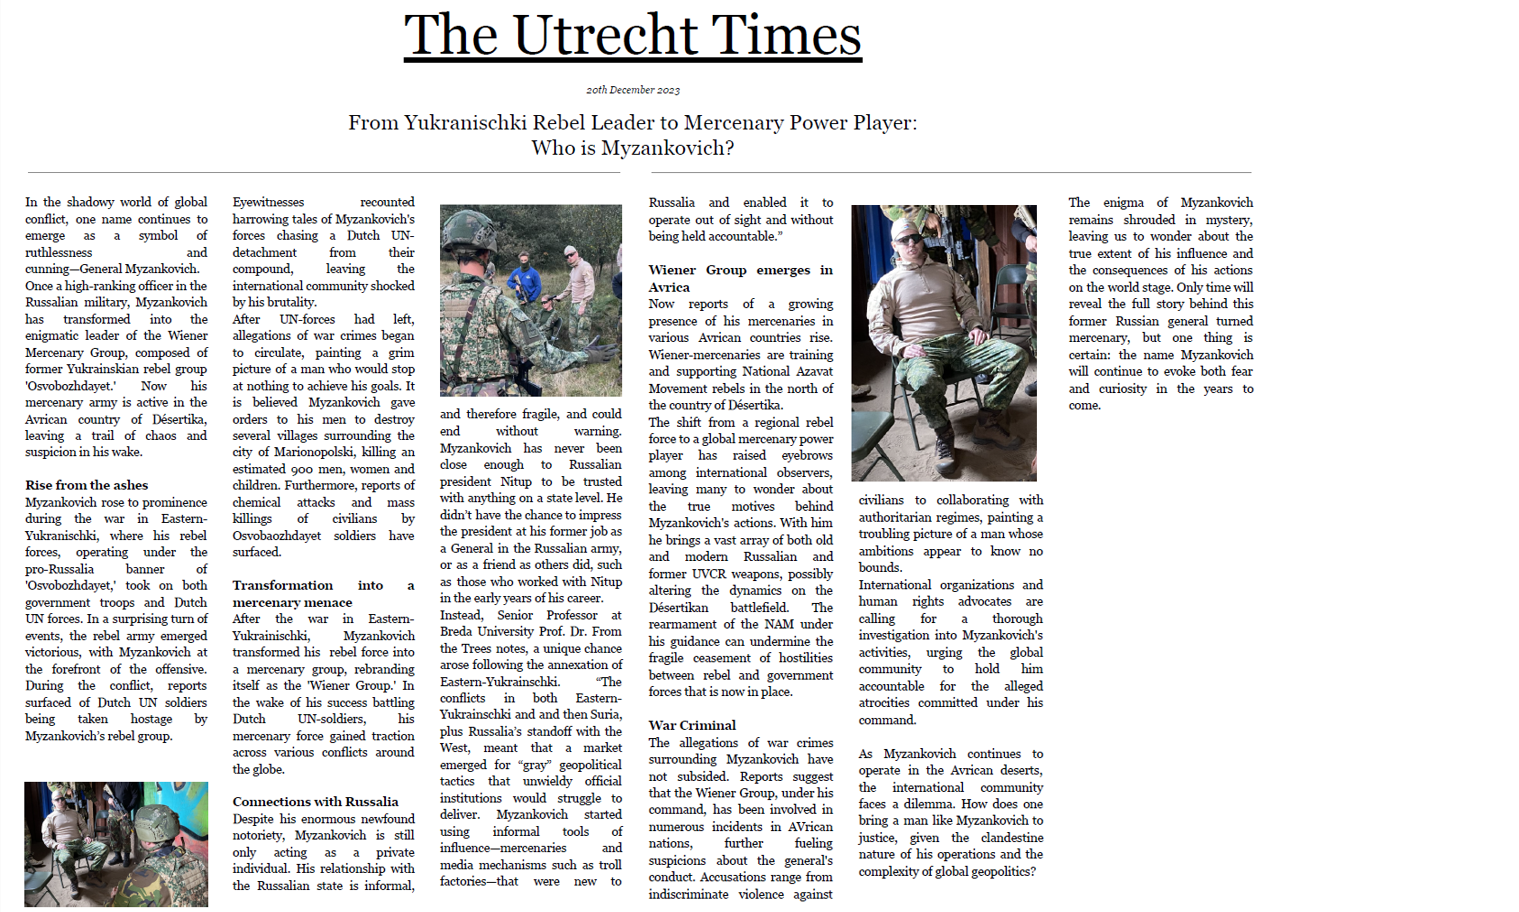 The Utrecht Times
20th December 2023
From Yukranischki Rebel Leader to Mercenary Power Player:
Who is Myzankovich?
In the shadowy world of global
conflict, one name continues to
emerge as a symbol of
ruthlessness and
cunning—General Myzankovich.
Once a high-ranking officer in the
Russalian military, Myzankovich
has transformed into the
enigmatic leader of the Wiener
Mercenary Group, composed of
former Yukrainskian rebel group
'Osvobozhdayet.' Now his
mercenary army is active in the
Avrican country of Désertika,
leaving a trail of chaos and
suspicion in his wake.
Rise from the ashes
Myzankovich rose to prominence
during the war in Eastern-
Yukranischki, where his rebel
forces, operating under the
pro-Russalia banner of
'Osvobozhdayet,' took on both
government troops and Dutch
UN forces. In a surprising turn of
events, the rebel army emerged
victorious, with Myzankovich at
the forefront of the offensive.
During the conflict, reports
surfaced of Dutch UN soldiers
being taken hostage by
Myzankovich's rebel group.
Eyewitnesses recounted
harrowing tales of Myzankovich's
forces chasing a Dutch UN-
detachment from their
compound, leaving the
international community shocked
by his brutality.
After UN-forces had left,
allegations of war crimes began
to circulate, painting a grim
picture of a man who would stop
at nothing to achieve his goals. It
is believed Myzankovich gave
orders to his men to destroy
several villages surrounding the
city of Marionopolski, killing an
estimated 900 men, women and
children. Furthermore, reports of
chemical attacks and mass
killings of civilians by
Osvobaozhdayet soldiers have
surfaced.
Transformation into a
mercenary menace
After the war in Eastern-
Yukrainischki, Myzankovich
transformed his rebel force into
a mercenary group, rebranding
itself as the 'Wiener Group.' In
the wake of his success battling
Dutch UN-soldiers, his
mercenary force gained traction
across various conflicts around
the globe.
Connections with Russalia
Despite his enormous newfound
notoriety, Myzankovich is still
only acting as a private
individual. His relationship with
the Russalian state is informal,
and therefore fragile, and could
end without warning.
Myzankovich has never been
close enough to Russalian
president Nitup to be trusted
with anything on a state level. He
didn't have the chance to impress
the president at his former job as
a General in the Russalian army,
or as a friend as others did, such
as those who worked with Nitup
in the early years of his career.
Instead, Senior Professor at
Breda University Prof. Dr. From
the Trees notes, a unique chance
arose following the annexation of
Eastern-Yukrainschki. “The
conflicts in both Eastern-
Yukrainschki and and then Suria,
plus Russalia’s standoff with the
West, meant that a market
emerged for “gray” geopolitical
tactics that unwieldy official
institutions would struggle to
deliver. Myzankovich started
using informal tools of
influence—mercenaries and
media mechanisms such as troll
factories—that were new to
Russalia and enabled it to
operate out of sight and without
being held accountable.”
Wiener Group emerges in
Avrica
Now reports of a growing
presence of his mercenaries in
various Avrican countries rise.
Wiener-mercenaries are training
and supporting National Azavat
Movement rebels in the north of
the country of Désertika.
The shift from a regional rebel
force to a global mercenary power
player has raised eyebrows
among international observers,
leaving many to wonder about
the true motives behind
Myzankovich's actions. With him
he brings a vast array of both old
and modern Russalian and
former UVCR weapons, possibly
altering the dynamics on the
Désertikan battlefield. The
rearmament of the NAM under
his guidance can undermine the
fragile ceasement of hostilities
between rebel and government
forces that is now in place.
War Criminal
The allegations of war crimes
surrounding Myzankovich have
not subsided. Reports suggest
that the Wiener Group, under his
command, has been involved in
numerous incidents in AVrican
nations, further fueling
suspicions about the general's
conduct. Accusations range from
indiscriminate violence against
civilians to collaborating with
authoritarian regimes, painting a
troubling picture of a man whose
ambitions appear to know no
bounds.
International organizations and
human rights advocates are
calling for a thorough
investigation into Myzankovich's
activities, urging the global
community to hold him
accountable for the alleged
atrocities committed under his
command.
As Myzankovich continues to
operate in the Avrican deserts,
the international community
faces a dilemma. How does one
bring a man like Myzankovich to
justice, given the clandestine
nature of his operations and the
complexity of global geopolitics?
The enigma of Myzankovich
remains shrouded in mystery,
leaving us to wonder about the
true extent of his influence and
the consequences of his actions
on the world stage. Only time will
reveal the full story behind this
former Russian general turned
mercenary, but one thing is
certain: the name Myzankovich
will continue to evoke both fear
and curiosity in the years to
come.